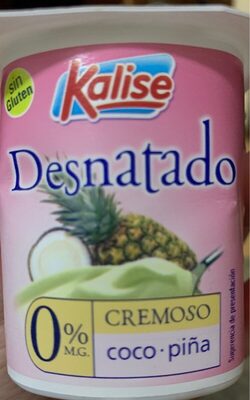 sin
Gluten
Kalise
Desnatado
0%
M.G.
CREMOSO
coco·piña
Sugerencia de presentación